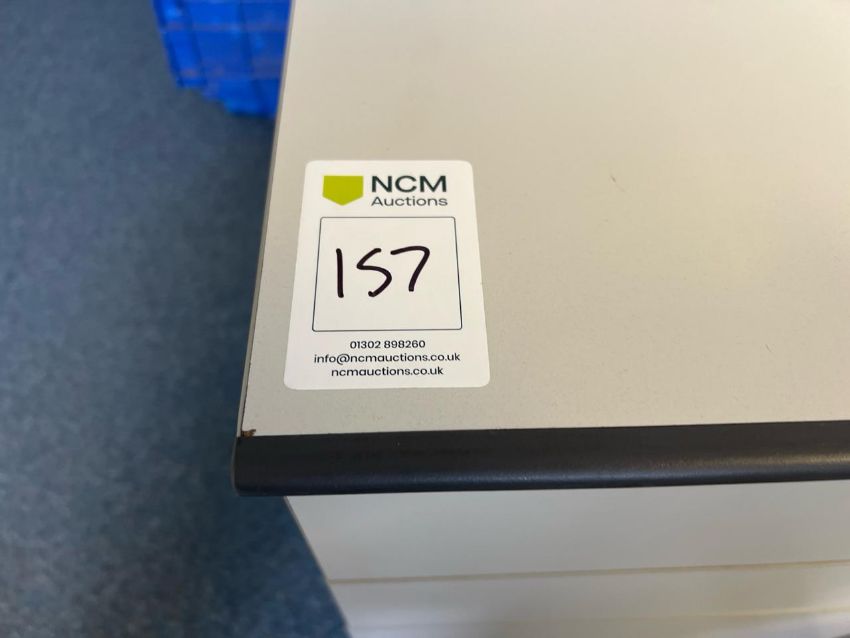 NCM
Auctions
157
01302 898260
info@ncmauctions.co.uk
ncmauctions.co.uk